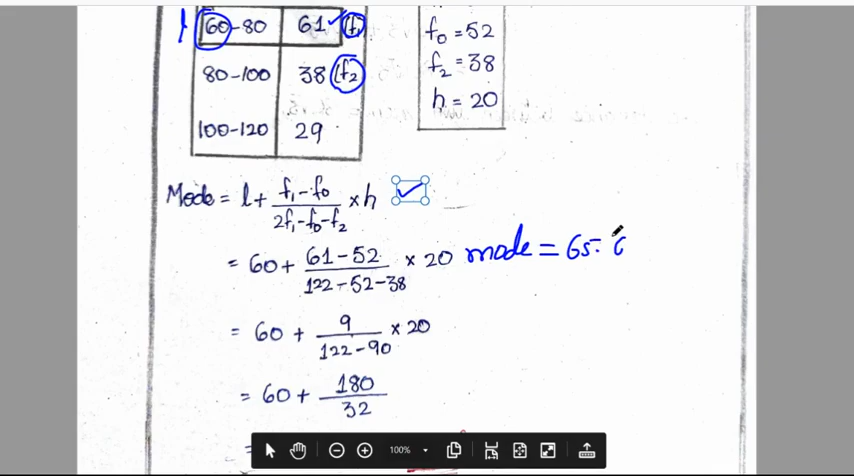 l 60-80 61 ✓ f₁
80-100 38 (f₂
100-120 29
f₀ = 52
f₂ = 38
h = 20
Mode = l + (f₁ - f₀)/(2f₁ - f₀ - f₂) × h ✓
= 60 + (61 - 52)/(122 - 52 - 38) × 20 mode = 65.6
= 60 + 9/(122 - 90) × 20
= 60 + 180/32
=
100%